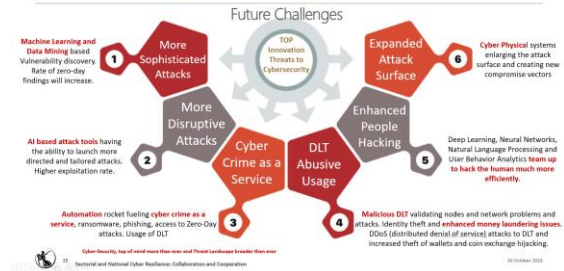 Future Challenges
TOP
Innovation
Threats to
Cybersecurity
Machine Learning and
Data Mining based
Vulnerability discovery.
Rate of zero-day
findings will increase.
1
More
Sophisticated
Attacks
AI based attack tools having
the ability to launch more
directed and tailored attacks.
Higher exploitation rate.
2
More
Disruptive
Attacks
Automation rocket fueling cyber crime as a
service, ransomware, phishing, access to Zero-Day
attacks. Usage of DLT
3
Cyber
Crime as a
Service
DLT
Abusive
Usage
4
Malicious DLT validating nodes and network problems and
attacks. Identity theft and enhanced money laundering issues.
DDoS (distributed denial of service) attacks to DLT and
increased theft of wallets and coin exchange hijacking.
Enhanced
People
Hacking
5
Deep Learning, Neural Networks,
Natural Language Processing and
User Behavior Analytics team up
to hack the human much more
efficiently.
Expanded
Attack
Surface
6
Cyber Physical systems
enlarging the attack
surface and creating new
compromise vectors
Cyber-Security, top of mind more than ever and Threat Landscape broader than ever
25
Sectorial and National Cyber Resilience: Collaboration and Cooperation
30 October 2018